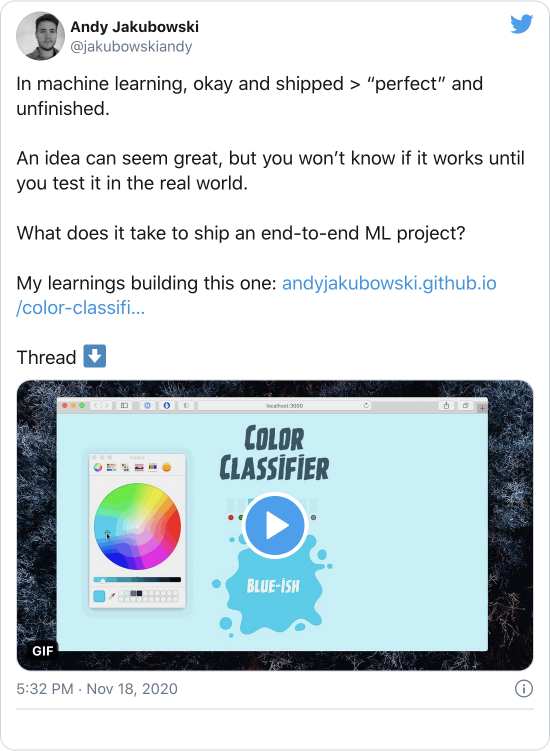 Andy Jakubowski
@jakubowskiandy
In machine learning, okay and shipped > “perfect” and
unfinished.
An idea can seem great, but you won’t know if it works until
you test it in the real world.
What does it take to ship an end-to-end ML project?
My learnings building this one: andyjakubowski.github.io
/color-classifi...
Thread
localhost:3000
Colours
COLOR
CLASSIFIER
BLUE-ISH
GIF
5:32 PM · Nov 18, 2020